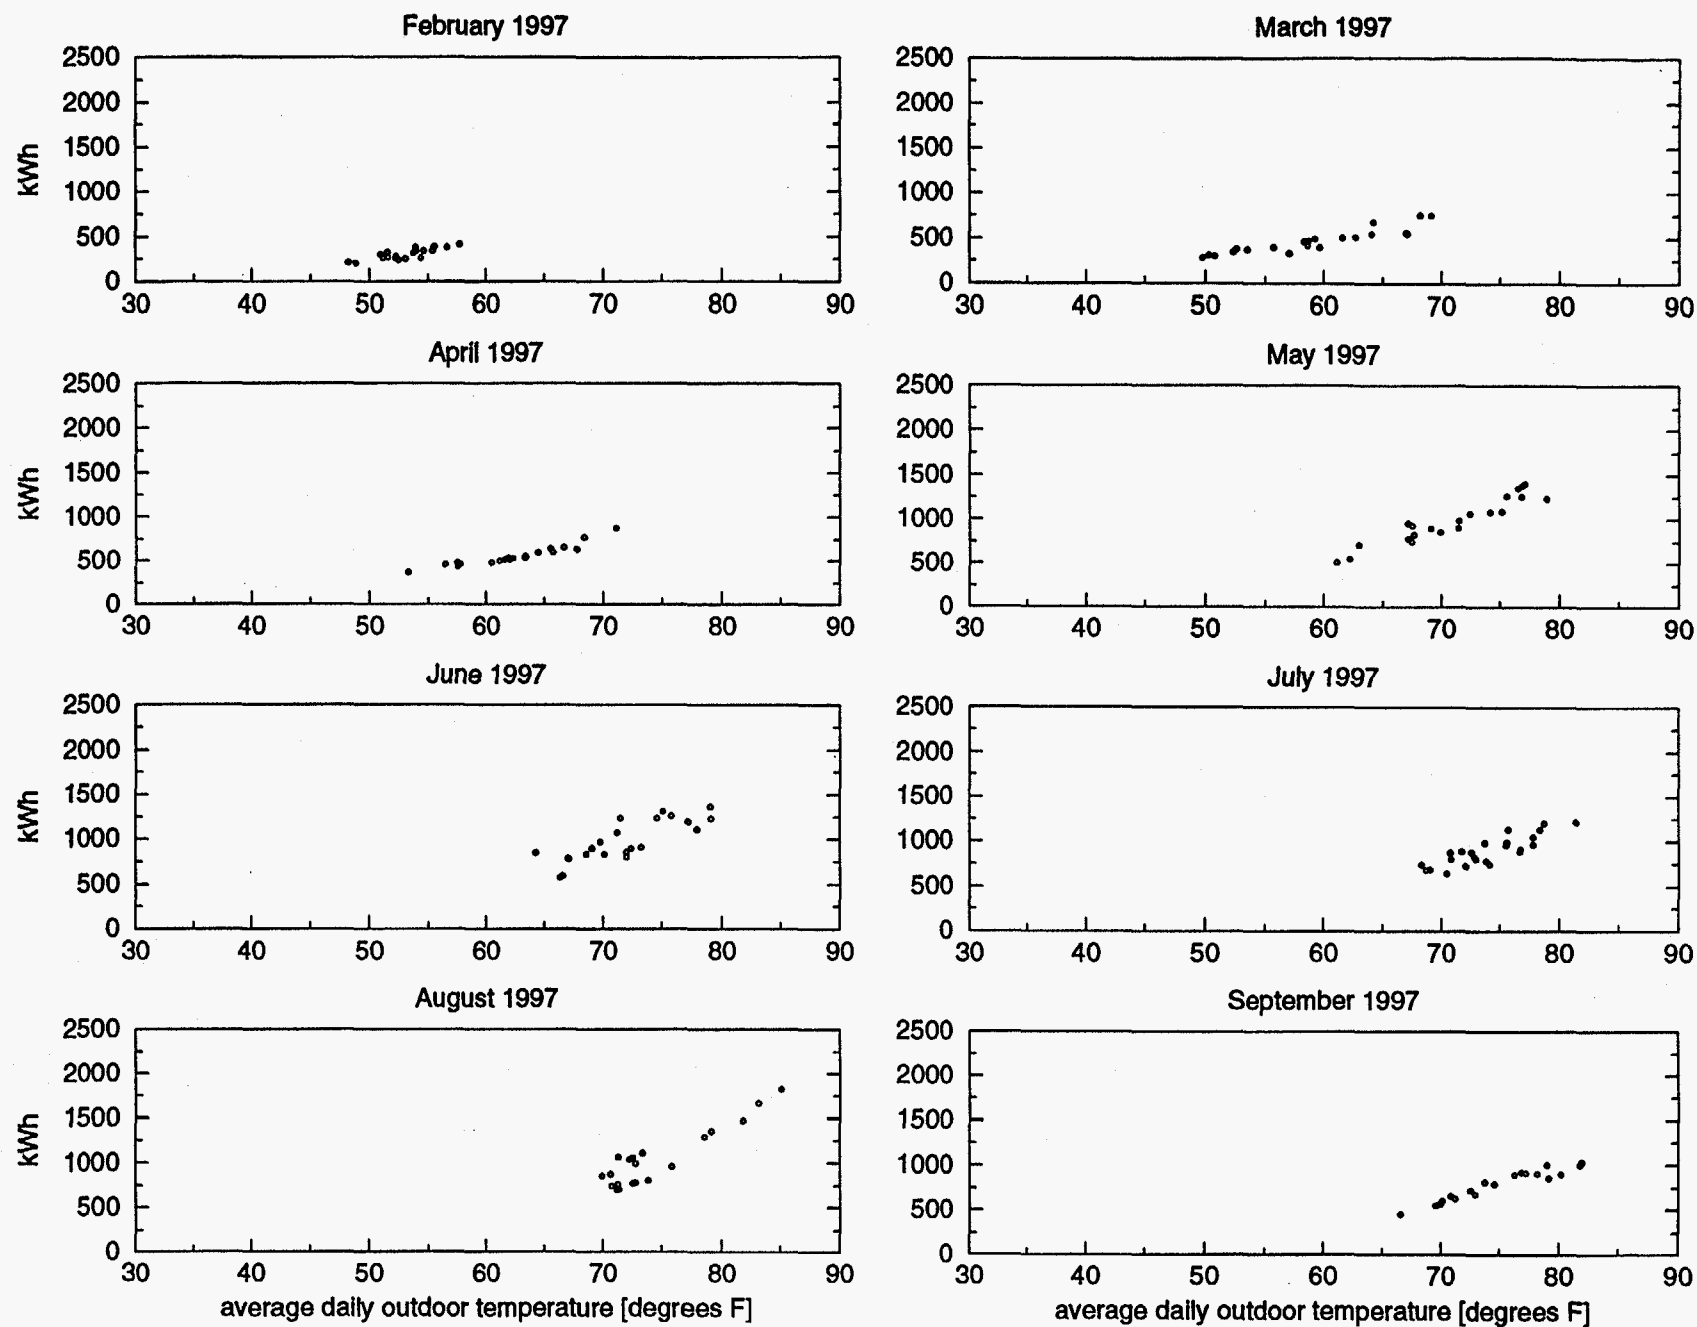 February 1997
2500
2000
1500
1000
500
0
kWh
30 40 50 60 70 80 90
March 1997
2500
2000
1500
1000
500
0
30 40 50 60 70 80 90
April 1997
2500
2000
1500
1000
500
0
kWh
30 40 50 60 70 80 90
May 1997
2500
2000
1500
1000
500
0
30 40 50 60 70 80 90
June 1997
2500
2000
1500
1000
500
0
kWh
30 40 50 60 70 80 90
July 1997
2500
2000
1500
1000
500
0
30 40 50 60 70 80 90
August 1997
2500
2000
1500
1000
500
0
kWh
30 40 50 60 70 80 90
average daily outdoor temperature [degrees F]
September 1997
2500
2000
1500
1000
500
0
30 40 50 60 70 80 90
average daily outdoor temperature [degrees F]